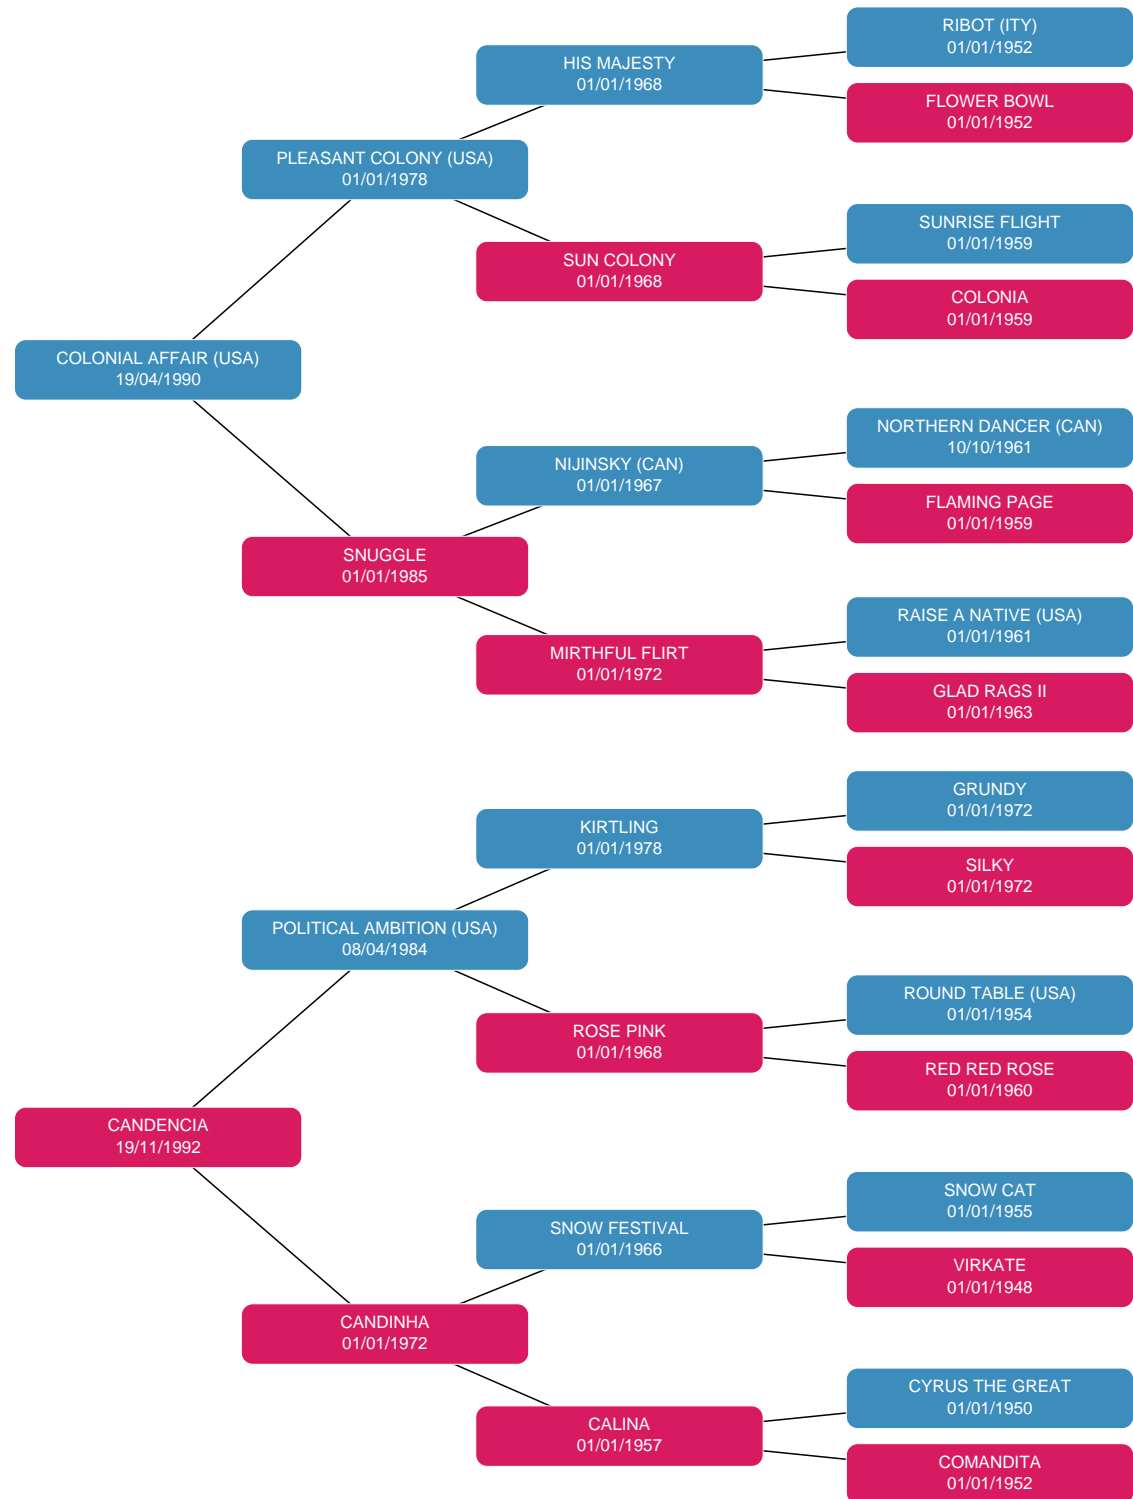 RIBOT (ITY)
01/01/1952
HIS MAJESTY
01/01/1968
FLOWER BOWL
01/01/1952
PLEASANT COLONY (USA)
01/01/1978
SUNRISE FLIGHT
01/01/1959
SUN COLONY
01/01/1968
COLONIA
01/01/1959
COLONIAL AFFAIR (USA)
19/04/1990
NORTHERN DANCER (CAN)
10/10/1961
NIJINSKY (CAN)
01/01/1967
FLAMING PAGE
01/01/1959
SNUGGLE
01/01/1985
RAISE A NATIVE (USA)
01/01/1961
MIRTHFUL FLIRT
01/01/1972
GLAD RAGS II
01/01/1963
GRUNDY
01/01/1972
KIRTLING
01/01/1978
SILKY
01/01/1972
POLITICAL AMBITION (USA)
08/04/1984
ROUND TABLE (USA)
01/01/1954
ROSE PINK
01/01/1968
RED RED ROSE
01/01/1960
CANDENCIA
19/11/1992
SNOW CAT
01/01/1955
SNOW FESTIVAL
01/01/1966
VIRKATE
01/01/1948
CANDINHA
01/01/1972
CYRUS THE GREAT
01/01/1950
CALINA
01/01/1957
COMANDITA
01/01/1952